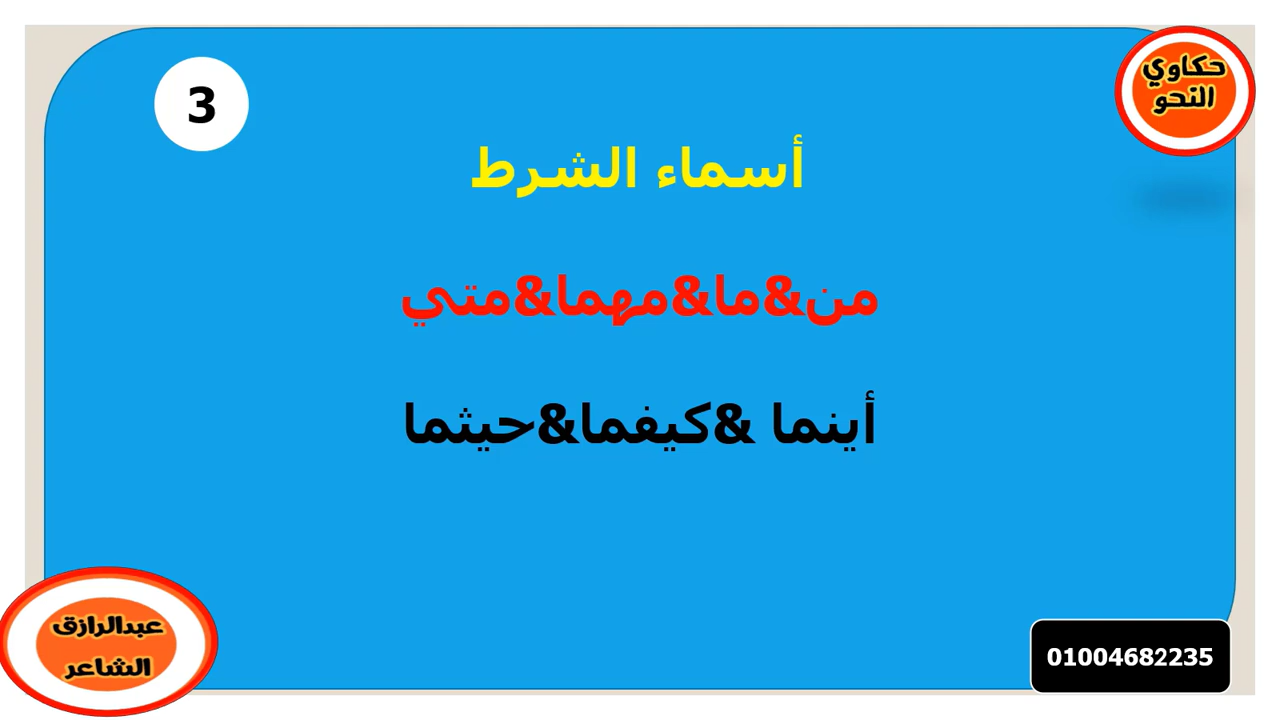 حكاوي
النحو
3
أسماء الشرط
من&ما&مهما&متي
أينما &كيفما&حيثما
عبدالرازق
الشاعر
01004682235